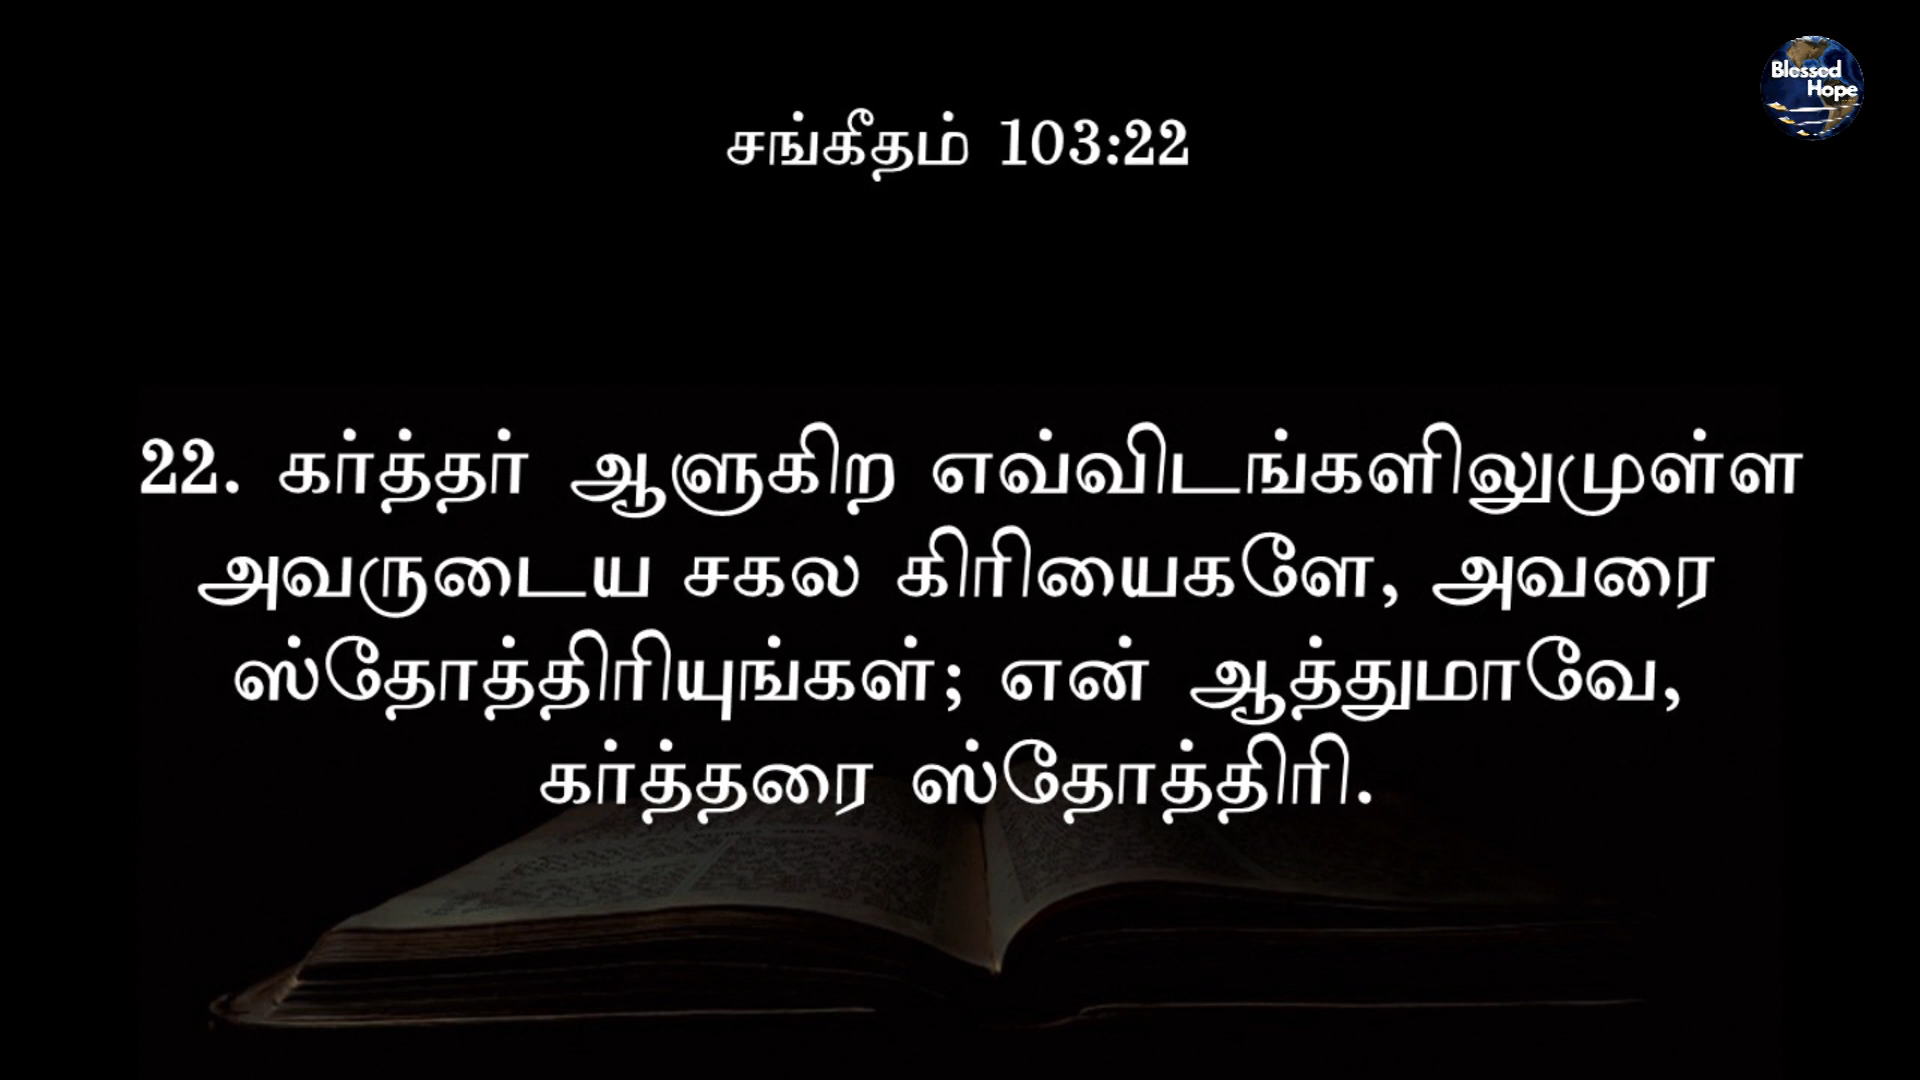 Blessed
Hope
சங்கீதம் 103:22
22. கர்த்தர் ஆளுகிற எவ்விடங்களிலுமுள்ள
அவருடைய சகல கிரியைகளே, அவரை
ஸ்தோத்திரியுங்கள்; என் ஆத்துமாவே,
கர்த்தரை ஸ்தோத்திரி.